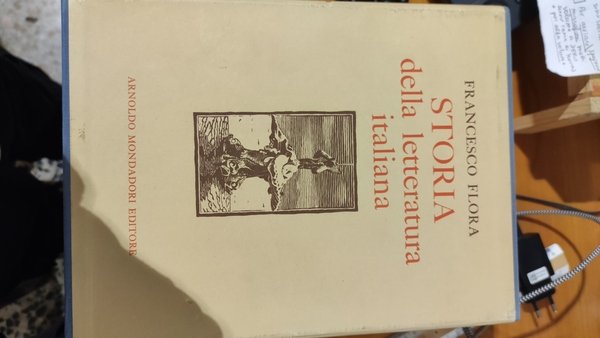 FRANCESCO FLORA
STORIA
della letteratura
italiana
ARNOLDO MONDADORI EDITORE